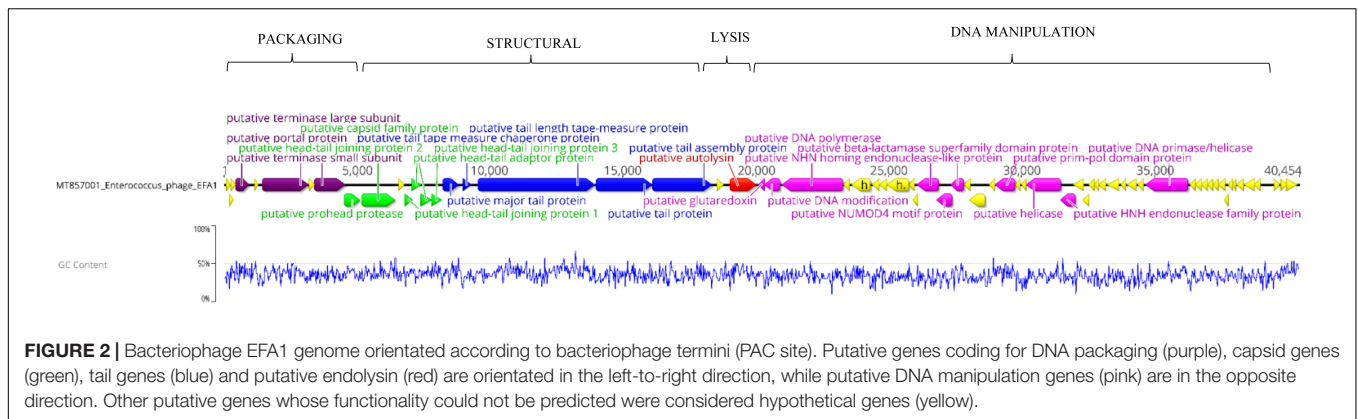 PACKAGING STRUCTURAL LYSIS DNA MANIPULATION
putative terminase large subunit
putative capsid family protein putative tail length tape-measure protein putative DNA polymerase
putative portal protein putative tail tape measure chaperone protein putative beta-lactamase superfamily domain protein putative DNA primase/helicase
putative head-tail joining protein 2 putative head-tail joining protein 3 putative tail assembly protein
putative terminase small subunit putative head-tail adaptor protein putative autolysin putative NHN homing endonuclease-like protein putative prim-pol domain protein
5,000 10,000 15,000 20,000 25,000 30,000 35,000 40,454
MT857001_Enterococcus_phage_EFA1 h h.
putative major tail protein putative glutaredoxin putative DNA modification
putative prohead protease putative head-tail joining protein 1 putative tail protein putative NUMOD4 motif protein putative helicase putative HNH endonuclease family protein
100%
GC Content 50%
0%
FIGURE 2 | Bacteriophage EFA1 genome orientated according to bacteriophage termini (PAC site). Putative genes coding for DNA packaging (purple), capsid genes
(green), tail genes (blue) and putative endolysin (red) are orientated in the left-to-right direction, while putative DNA manipulation genes (pink) are in the opposite
direction. Other putative genes whose functionality could not be predicted were considered hypothetical genes (yellow).